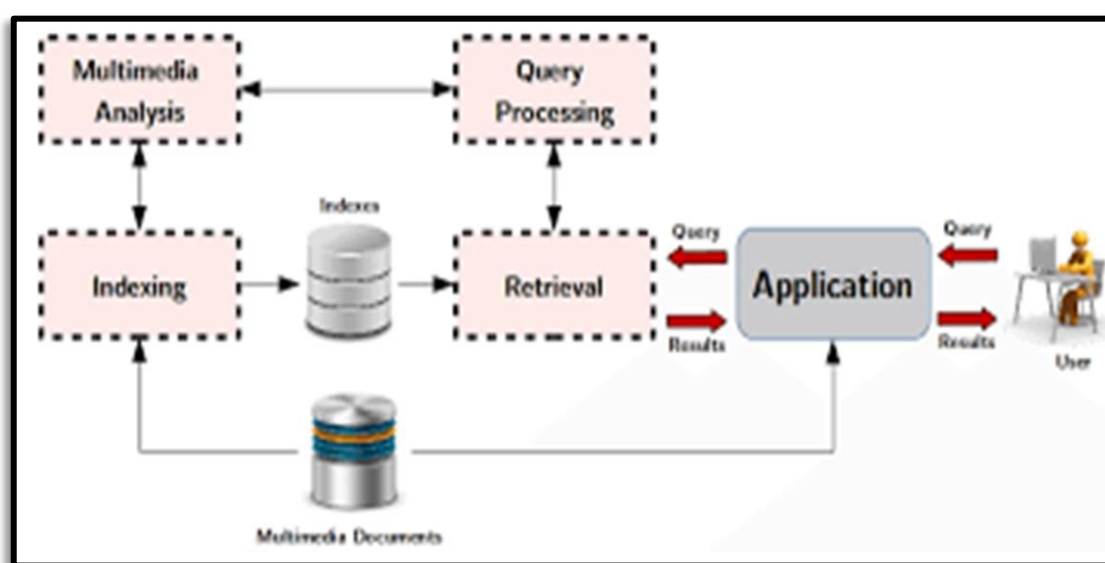 Multimedia
Analysis
Query
Processing
Indexes
Indexing
Retrieval
Query
Results
Application
Query
Results
User
Multimedia Documents